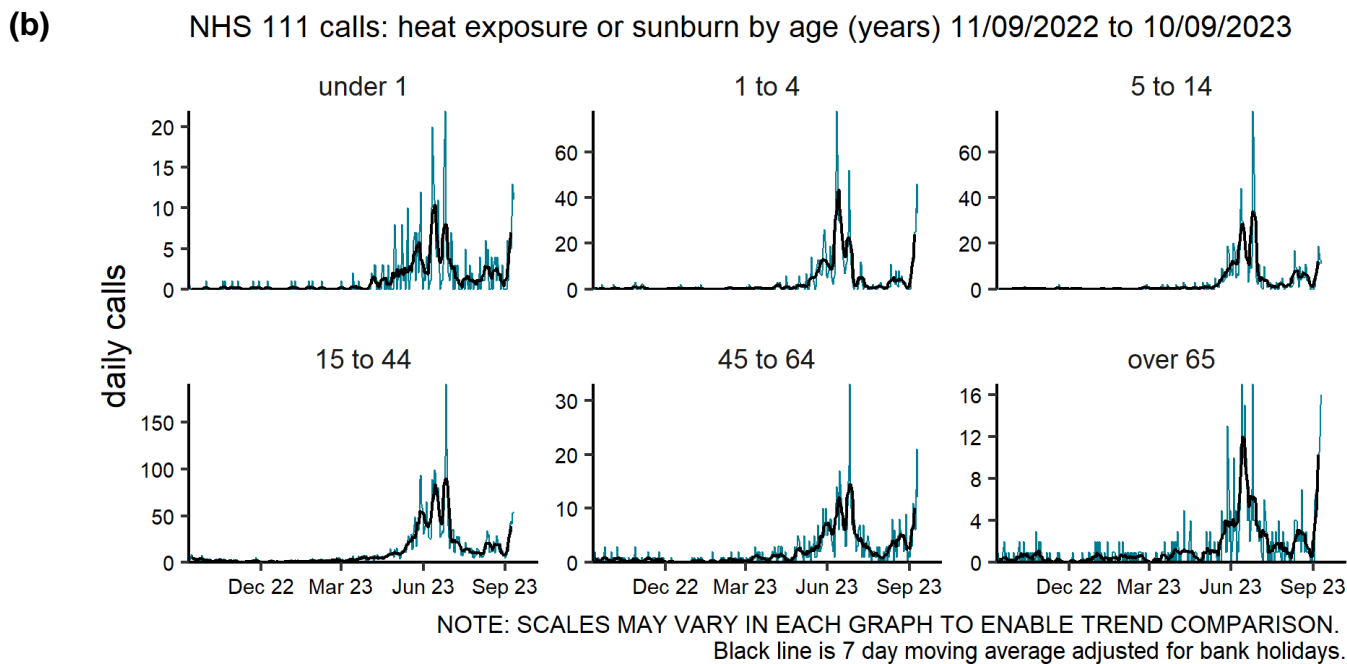 (b)
NHS 111 calls: heat exposure or sunburn by age (years) 11/09/2022 to 10/09/2023
daily calls
under 1
20
15
10
5
0
1 to 4
60
40
20
0
5 to 14
60
40
20
0
15 to 44
150
100
50
0
Dec 22 Mar 23 Jun 23 Sep 23
45 to 64
30
20
10
0
Dec 22 Mar 23 Jun 23 Sep 23
over 65
16
12
8
4
0
Dec 22 Mar 23 Jun 23 Sep 23
NOTE: SCALES MAY VARY IN EACH GRAPH TO ENABLE TREND COMPARISON.
Black line is 7 day moving average adjusted for bank holidays.